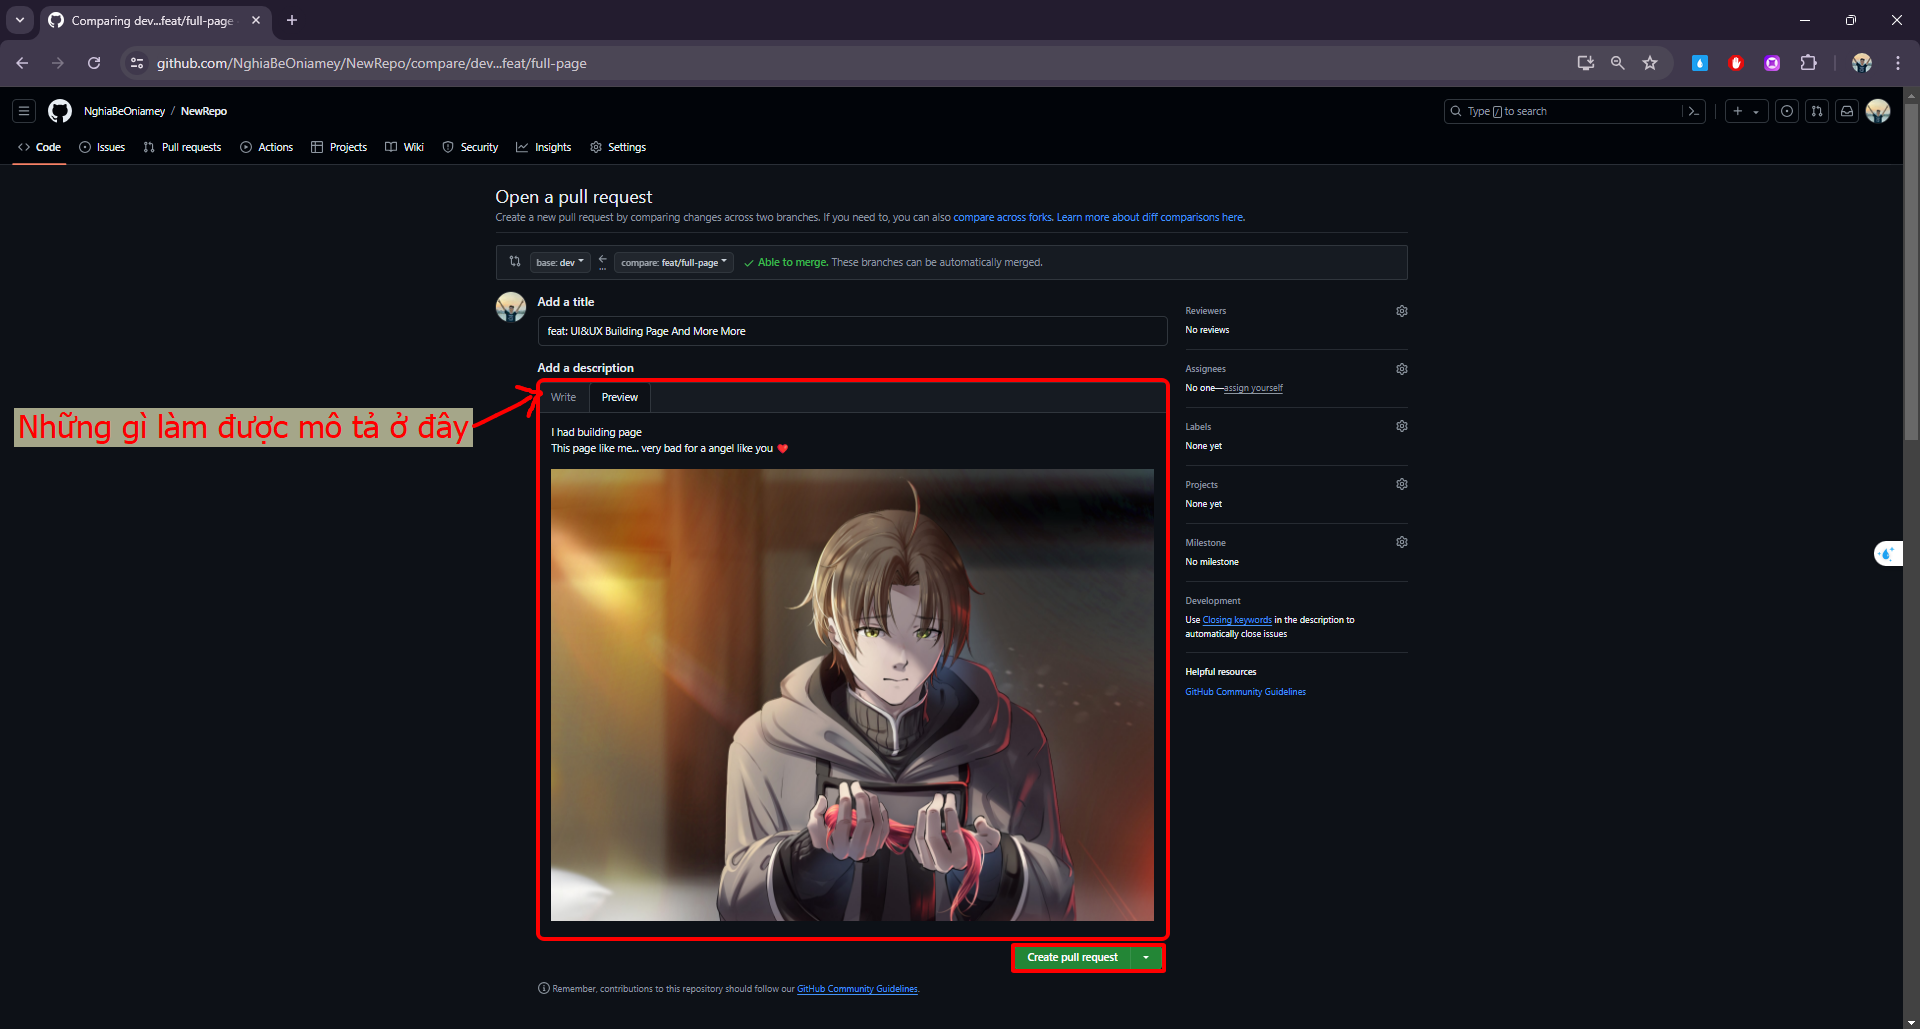 Comparing dev...feat/full-page
github.com/NghiaBeOniamey/NewRepo/compare/dev...feat/full-page
NghiaBeOniamey / NewRepo
Type / to search
Code Issues Pull requests Actions Projects Wiki Security Insights Settings
Open a pull request
Create a new pull request by comparing changes across two branches. If you need to, you can also compare across forks. Learn more about diff comparisons here.
base: dev
compare: feat/full-page
Able to merge. These branches can be automatically merged.
Add a title
feat: UI&UX Building Page And More More
Add a description
Write Preview
Những gì làm được mô tả ở đây
I had building page
This page like me... very bad for a angel like you ❤️
Create pull request
Remember, contributions to this repository should follow our GitHub Community Guidelines.
Reviewers
No reviews
Assignees
No one—assign yourself
Labels
None yet
Projects
None yet
Milestone
No milestone
Development
Use Closing keywords in the description to
automatically close issues
Helpful resources
GitHub Community Guidelines